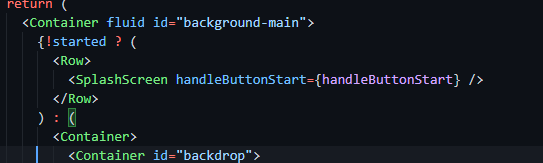 return (
<Container fluid id="background-main">
{!started ? (
<Row>
<SplashScreen handleButtonStart={handleButtonStart} />
</Row>
) : (
<Container>
<Container id="backdrop">